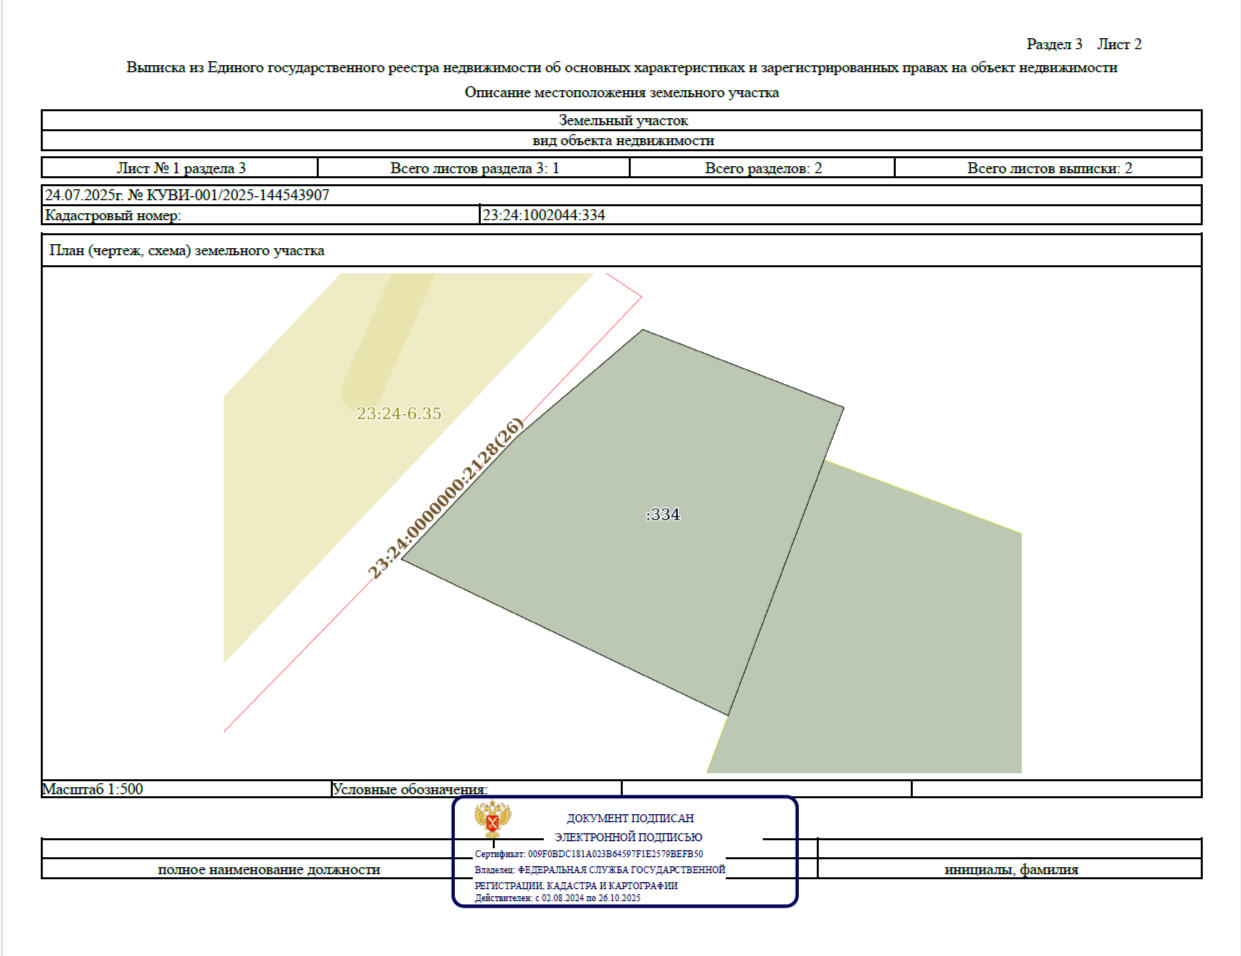 Раздел 3 Лист 2
Выписка из Единого государственного реестра недвижимости об основных характеристиках и зарегистрированных правах на объект недвижимости
Описание местоположения земельного участка
Земельный участок
вид объекта недвижимости
Лист № 1 раздела 3 Всего листов раздела 3: 1 Всего разделов: 2 Всего листов выписки: 2
24.07.2025г. № КУВИ-001/2025-144543907
Кадастровый номер: 23:24:1002044:334
План (чертеж, схема) земельного участка
23:24-6.35
23:24:0000000:2128(26)
:334
Масштаб 1:500 Условные обозначения:
ДОКУМЕНТ ПОДПИСАН
ЭЛЕКТРОННОЙ ПОДПИСЬЮ
Сертификат: 009F0BDC181A023B64597F1E2579BEFB50
Владелец: ФЕДЕРАЛЬНАЯ СЛУЖБА ГОСУДАРСТВЕННОЙ
РЕГИСТРАЦИИ, КАДАСТРА И КАРТОГРАФИИ
Действителен: с 02.08.2024 по 26.10.2025
полное наименование должности инициалы, фамилия